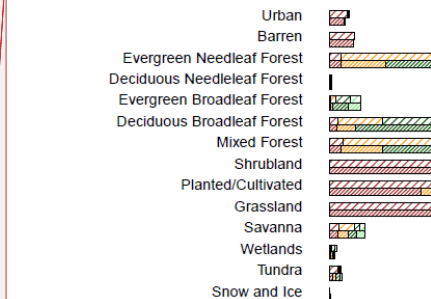 Urban
Barren
Evergreen Needleaf Forest
Deciduous Needleleaf Forest
Evergreen Broadleaf Forest
Deciduous Broadleaf Forest
Mixed Forest
Shrubland
Planted/Cultivated
Grassland
Savanna
Wetlands
Tundra
Snow and Ice